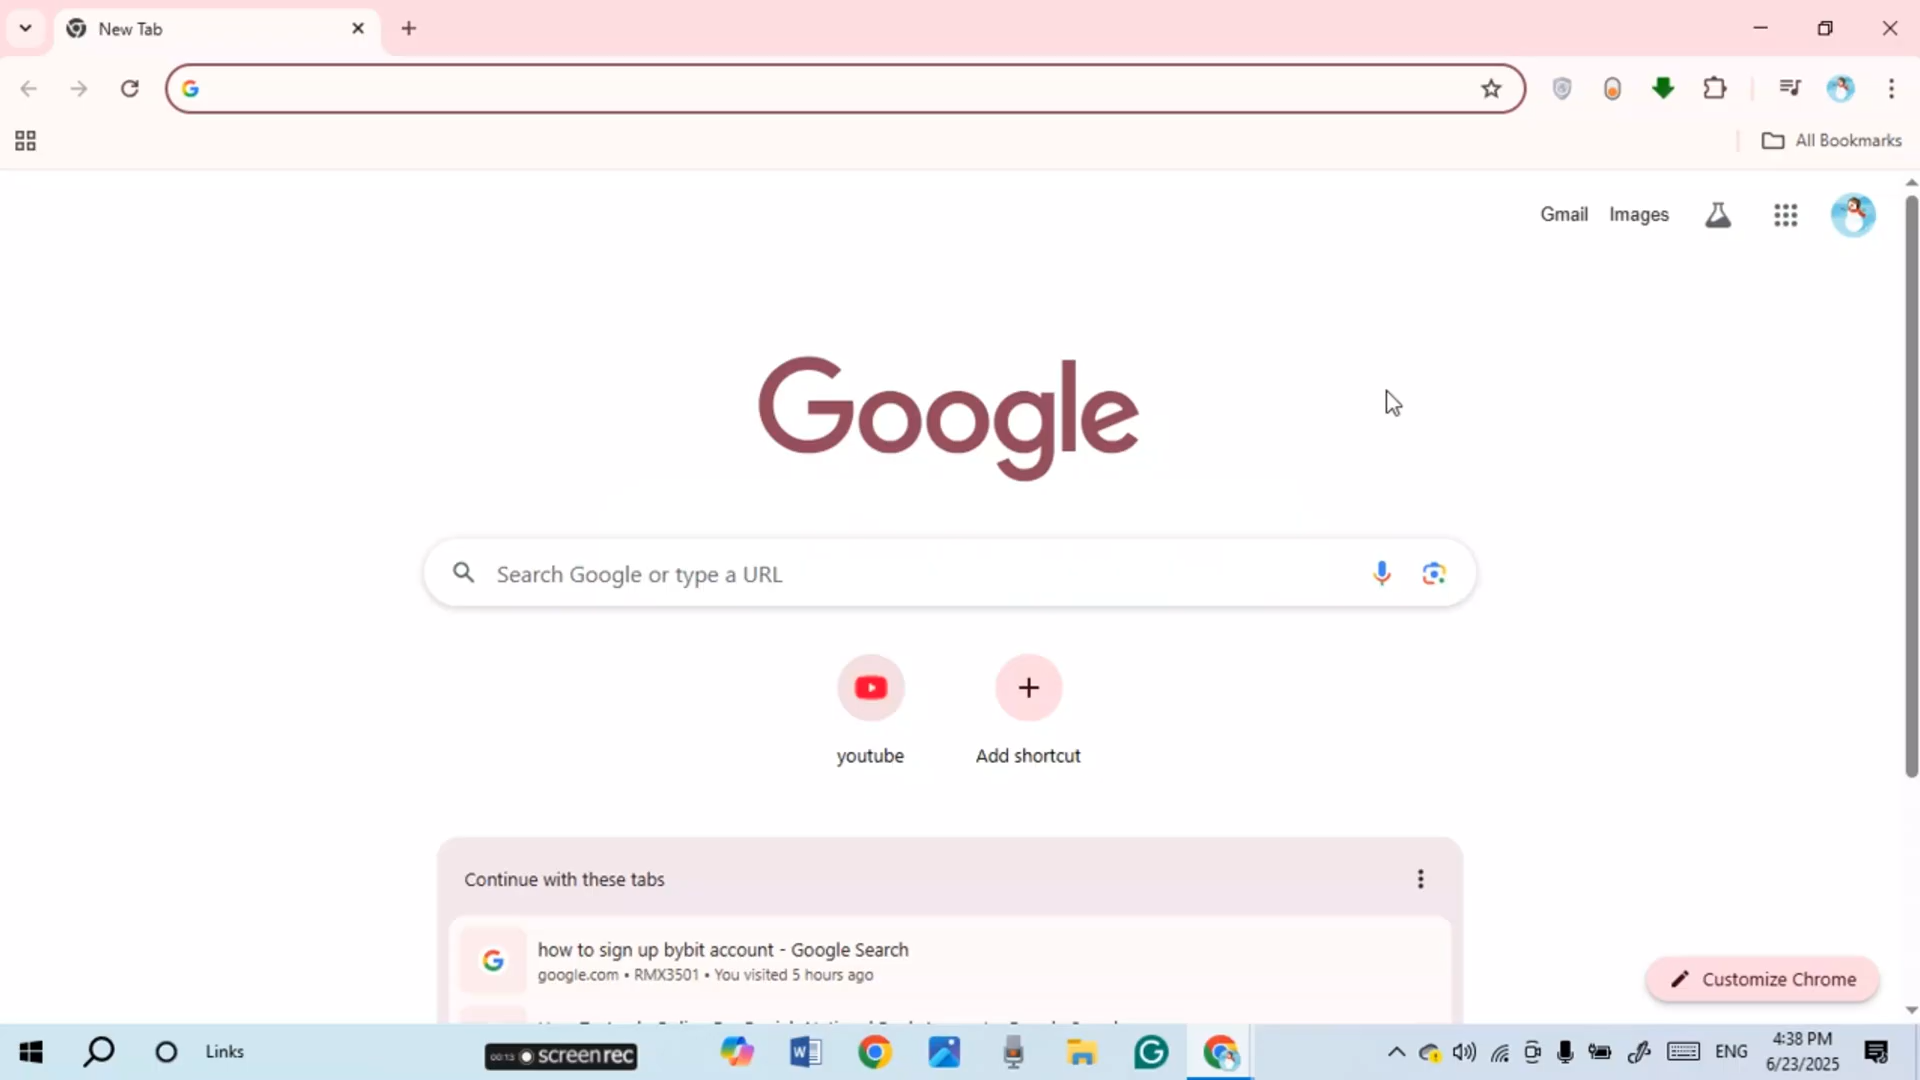 New Tab
All Bookmarks
Gmail Images
Google
Search Google or type a URL
youtube Add shortcut
Continue with these tabs
how to sign up bybit account - Google Search
google.com • RMX3501 • You visited 5 hours ago
Customize Chrome
Links
00:13 screenrec
ENG
4:38 PM
6/23/2025